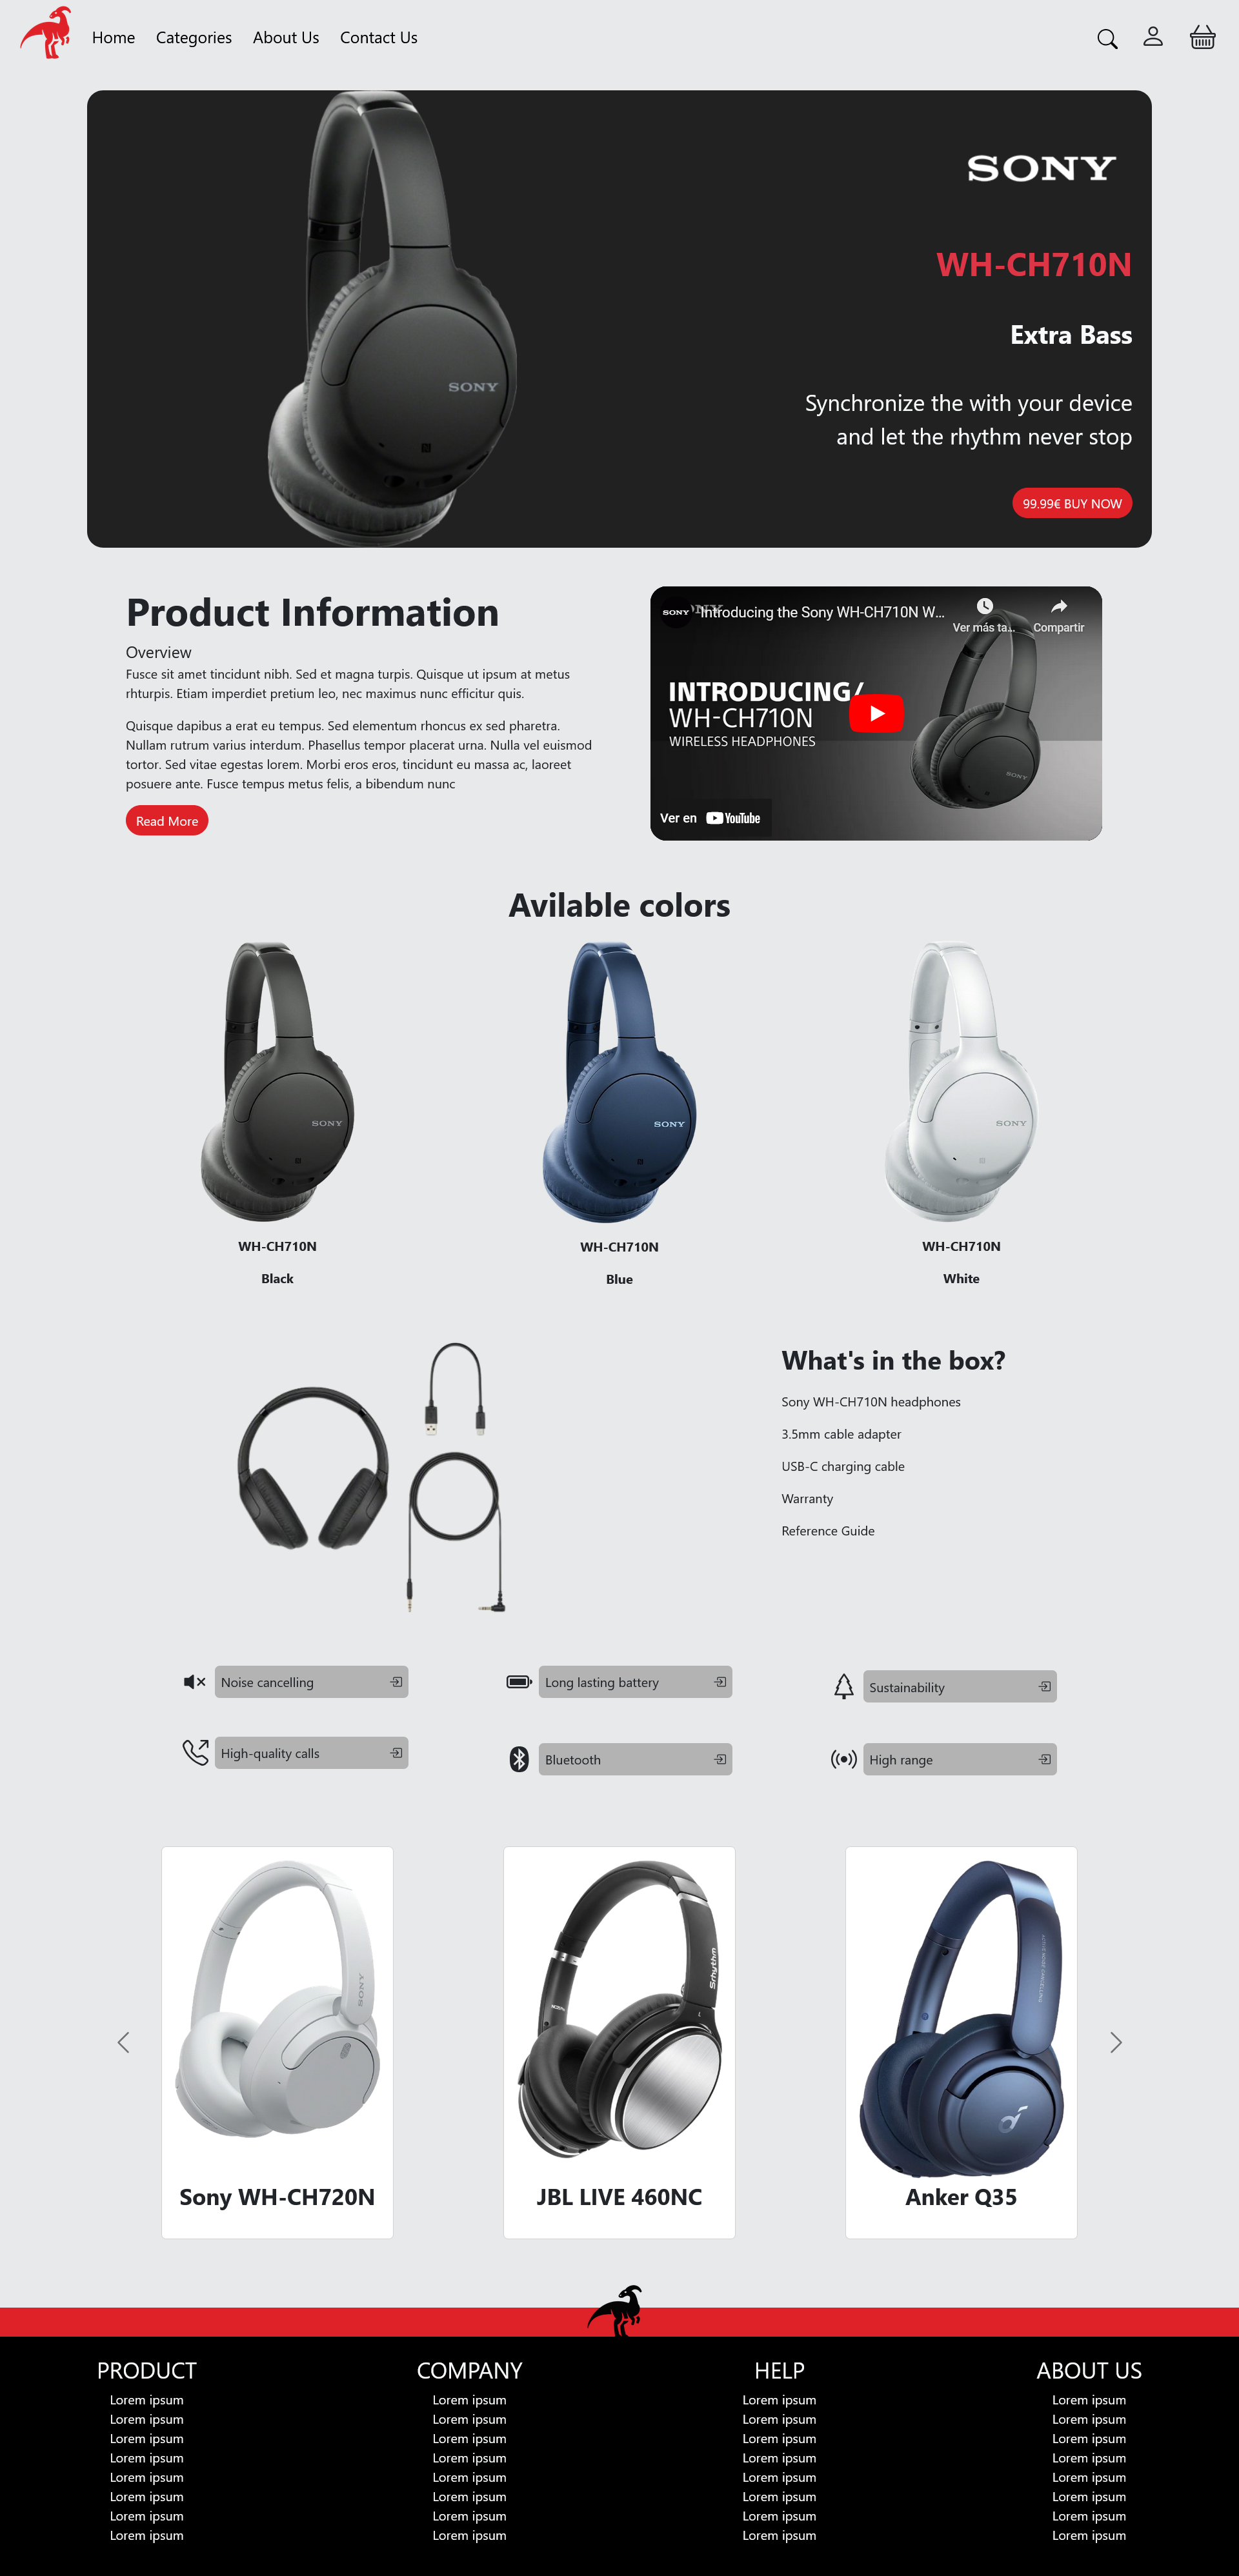 Home Categories About Us Contact Us
SONY
WH-CH710N
Extra Bass
SONY
Synchronize the with your device
and let the rhythm never stop
99.99€ BUY NOW
Product Information
Overview
Fusce sit amet tincidunt nibh. Sed et magna turpis. Quisque ut ipsum at metus
rhturpis. Etiam imperdiet pretium leo, nec maximus nunc efficitur quis.
Quisque dapibus a erat eu tempus. Sed elementum rhoncus ex sed pharetra.
Nullam rutrum varius interdum. Phasellus tempor placerat urna. Nulla vel euismod
tortor. Sed vitae egestas lorem. Morbi eros eros, tincidunt eu massa ac, laoreet
posuere ante. Fusce tempus metus felis, a bibendum nunc
Read More
SONY
Introducing the Sony WH-CH710N W...
Ver más ta...
Compartir
INTRODUCING/
WH-CH710N
WIRELESS HEADPHONES
SONY
Ver en YouTube
Avilable colors
SONY
SONY
SONY
WH-CH710N
WH-CH710N
WH-CH710N
Black
Blue
White
What's in the box?
Sony WH-CH710N headphones
3.5mm cable adapter
USB-C charging cable
Warranty
Reference Guide
Noise cancelling
Long lasting battery
Sustainability
High-quality calls
Bluetooth
High range
SONY
Srhythm
L
Sony WH-CH720N
JBL LIVE 460NC
Anker Q35
PRODUCT
Lorem ipsum
Lorem ipsum
Lorem ipsum
Lorem ipsum
Lorem ipsum
Lorem ipsum
Lorem ipsum
Lorem ipsum
COMPANY
Lorem ipsum
Lorem ipsum
Lorem ipsum
Lorem ipsum
Lorem ipsum
Lorem ipsum
Lorem ipsum
Lorem ipsum
HELP
Lorem ipsum
Lorem ipsum
Lorem ipsum
Lorem ipsum
Lorem ipsum
Lorem ipsum
Lorem ipsum
Lorem ipsum
ABOUT US
Lorem ipsum
Lorem ipsum
Lorem ipsum
Lorem ipsum
Lorem ipsum
Lorem ipsum
Lorem ipsum
Lorem ipsum